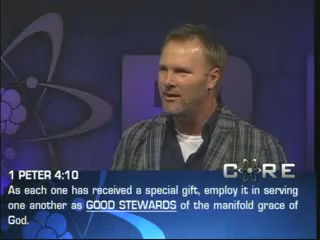 CORE
1 PETER 4:10
As each one has received a special gift, employ it in serving
one another as GOOD STEWARDS of the manifold grace of
God.